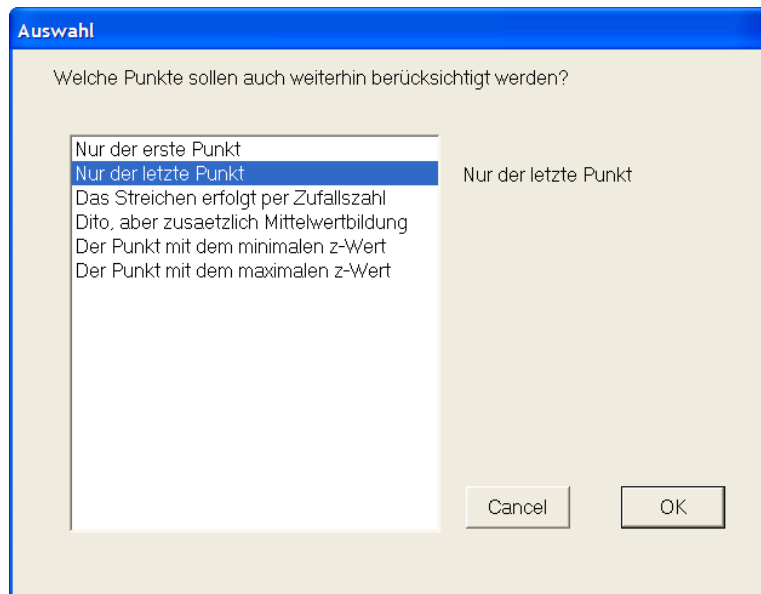 Auswahl
Welche Punkte sollen auch weiterhin berücksichtigt werden?
Nur der erste Punkt
Nur der letzte Punkt
Nur der letzte Punkt
Das Streichen erfolgt per Zufallszahl
Dito, aber zusaetzlich Mittelwertbildung
Der Punkt mit dem minimalen z-Wert
Der Punkt mit dem maximalen z-Wert
Cancel
OK